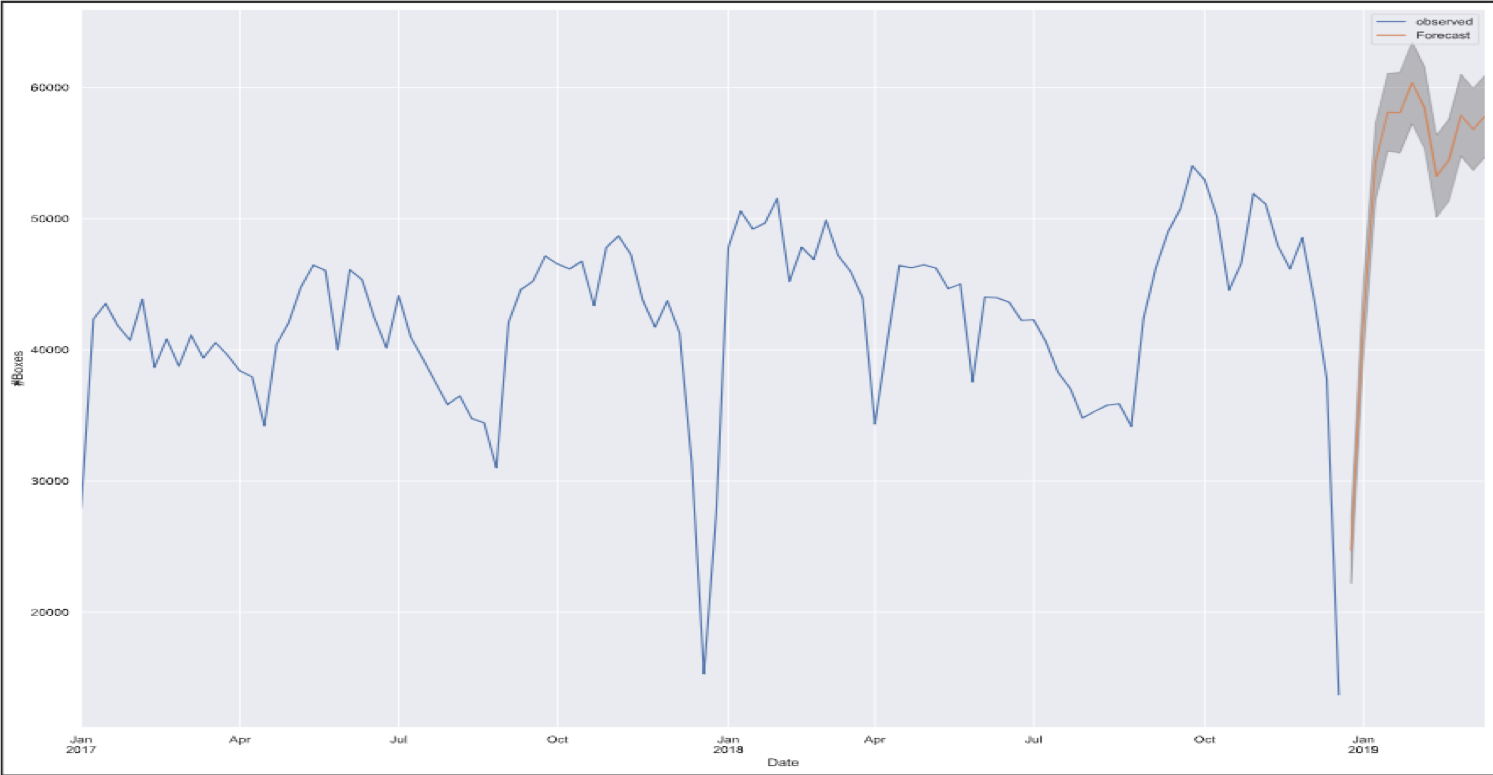 observed
Forecast
60000
50000
40000
30000
20000
#Boxes
Jan
2017
Apr
Jul
Oct
Jan
2018
Apr
Jul
Oct
Jan
2019
Date